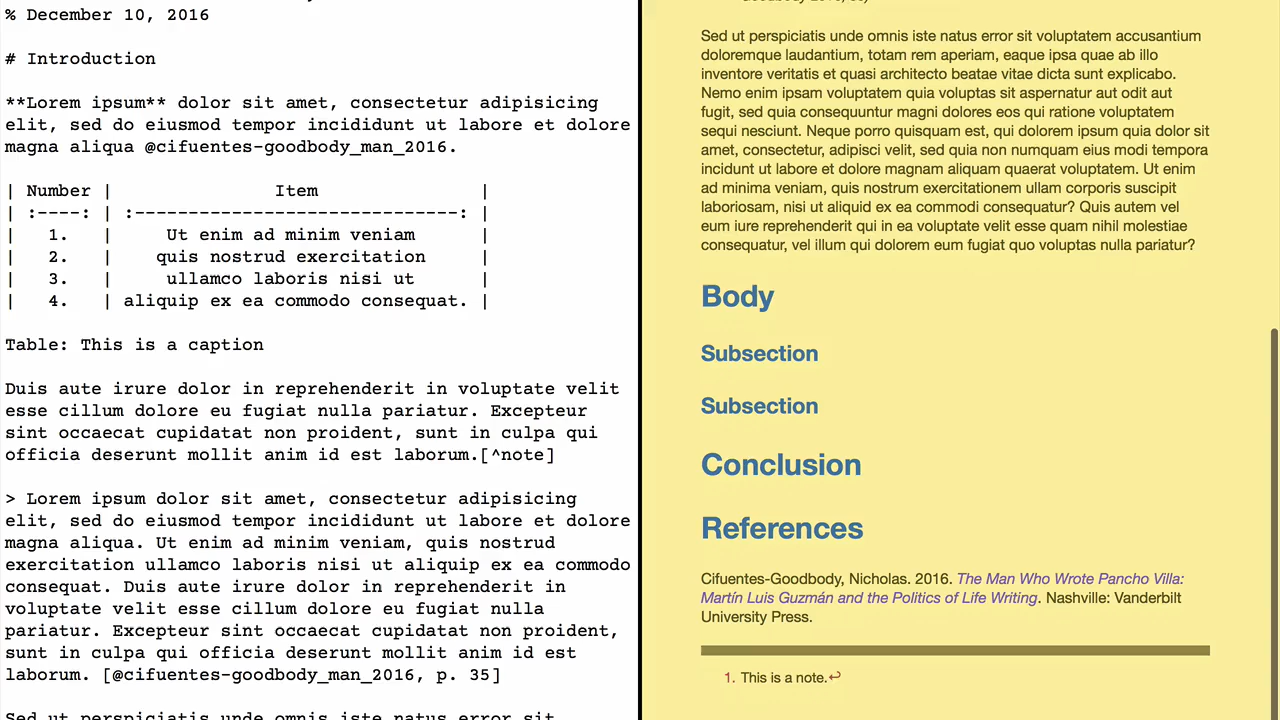 % December 10, 2016
# Introduction
**Lorem ipsum** dolor sit amet, consectetur adipisicing
elit, sed do eiusmod tempor incididunt ut labore et dolore
magna aliqua @cifuentes-goodbody_man_2016.
| Number | Item |
| :----: | :------------------------------: |
| 1. | Ut enim ad minim veniam |
| 2. | quis nostrud exercitation |
| 3. | ullamco laboris nisi ut |
| 4. | aliquip ex ea commodo consequat. |
Table: This is a caption
Duis aute irure dolor in reprehenderit in voluptate velit
esse cillum dolore eu fugiat nulla pariatur. Excepteur
sint occaecat cupidatat non proident, sunt in culpa qui
officia deserunt mollit anim id est laborum.[^note]
> Lorem ipsum dolor sit amet, consectetur adipisicing
elit, sed do eiusmod tempor incididunt ut labore et dolore
magna aliqua. Ut enim ad minim veniam, quis nostrud
exercitation ullamco laboris nisi ut aliquip ex ea commodo
consequat. Duis aute irure dolor in reprehenderit in
voluptate velit esse cillum dolore eu fugiat nulla
pariatur. Excepteur sint occaecat cupidatat non proident,
sunt in culpa qui officia deserunt mollit anim id est
laborum. [@cifuentes-goodbody_man_2016, p. 35]
Sed ut perspiciatis unde omnis iste natus error sit
Sed ut perspiciatis unde omnis iste natus error sit voluptatem accusantium
doloremque laudantium, totam rem aperiam, eaque ipsa quae ab illo
inventore veritatis et quasi architecto beatae vitae dicta sunt explicabo.
Nemo enim ipsam voluptatem quia voluptas sit aspernatur aut odit aut
fugit, sed quia consequuntur magni dolores eos qui ratione voluptatem
sequi nesciunt. Neque porro quisquam est, qui dolorem ipsum quia dolor sit
amet, consectetur, adipisci velit, sed quia non numquam eius modi tempora
incidunt ut labore et dolore magnam aliquam quaerat voluptatem. Ut enim
ad minima veniam, quis nostrum exercitationem ullam corporis suscipit
laboriosam, nisi ut aliquid ex ea commodi consequatur? Quis autem vel
eum iure reprehenderit qui in ea voluptate velit esse quam nihil molestiae
consequatur, vel illum qui dolorem eum fugiat quo voluptas nulla pariatur?
Body
Subsection
Subsection
Conclusion
References
Cifuentes-Goodbody, Nicholas. 2016. The Man Who Wrote Pancho Villa:
Martín Luis Guzmán and the Politics of Life Writing. Nashville: Vanderbilt
University Press.
1. This is a note.↩